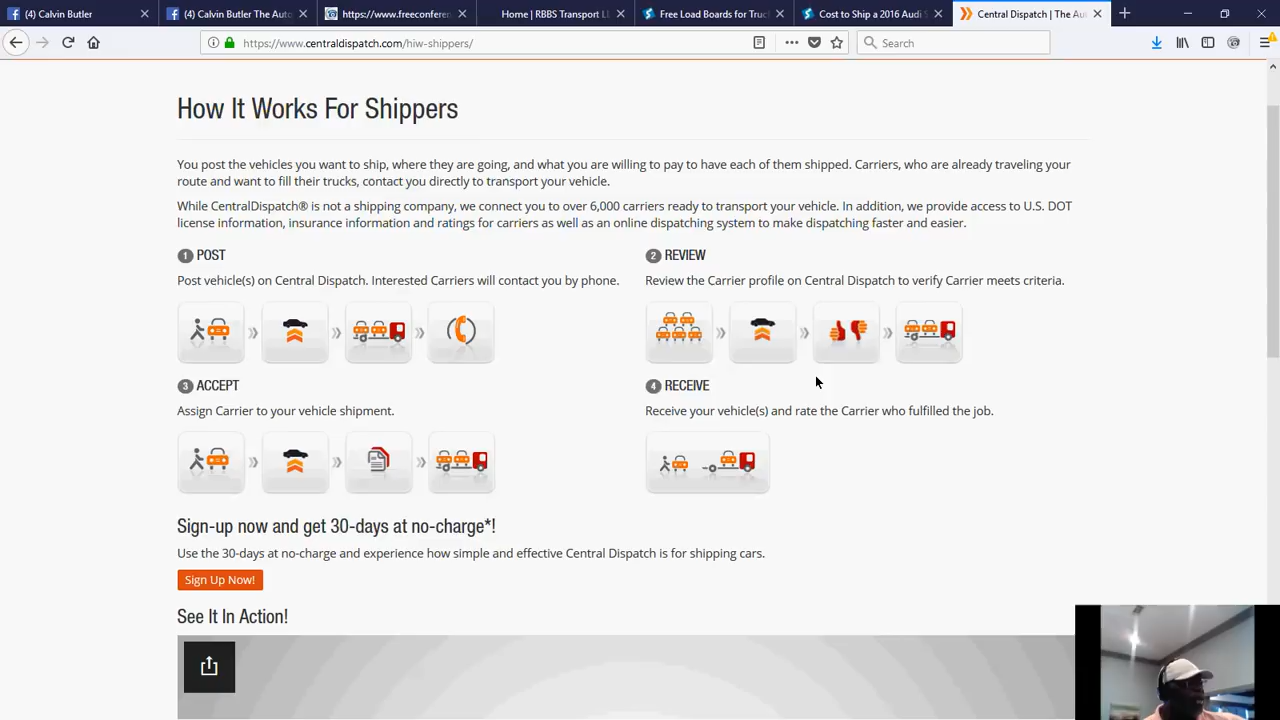 (4) Calvin Butler
(4) Calvin Butler The Auto
https://www.freeconferen
Home | RBBS Transport L
Free Load Boards for Truc
Cost to Ship a 2016 Audi S
Central Dispatch | The Au
https://www.centraldispatch.com/hiw-shippers/
Search
How It Works For Shippers
You post the vehicles you want to ship, where they are going, and what you are willing to pay to have each of them shipped. Carriers, who are already traveling your
route and want to fill their trucks, contact you directly to transport your vehicle.
While CentralDispatch® is not a shipping company, we connect you to over 6,000 carriers ready to transport your vehicle. In addition, we provide access to U.S. DOT
license information, insurance information and ratings for carriers as well as an online dispatching system to make dispatching faster and easier.
1 POST
Post vehicle(s) on Central Dispatch. Interested Carriers will contact you by phone.
2 REVIEW
Review the Carrier profile on Central Dispatch to verify Carrier meets criteria.
3 ACCEPT
Assign Carrier to your vehicle shipment.
4 RECEIVE
Receive your vehicle(s) and rate the Carrier who fulfilled the job.
Sign-up now and get 30-days at no-charge*!
Use the 30-days at no-charge and experience how simple and effective Central Dispatch is for shipping cars.
Sign Up Now!
See It In Action!